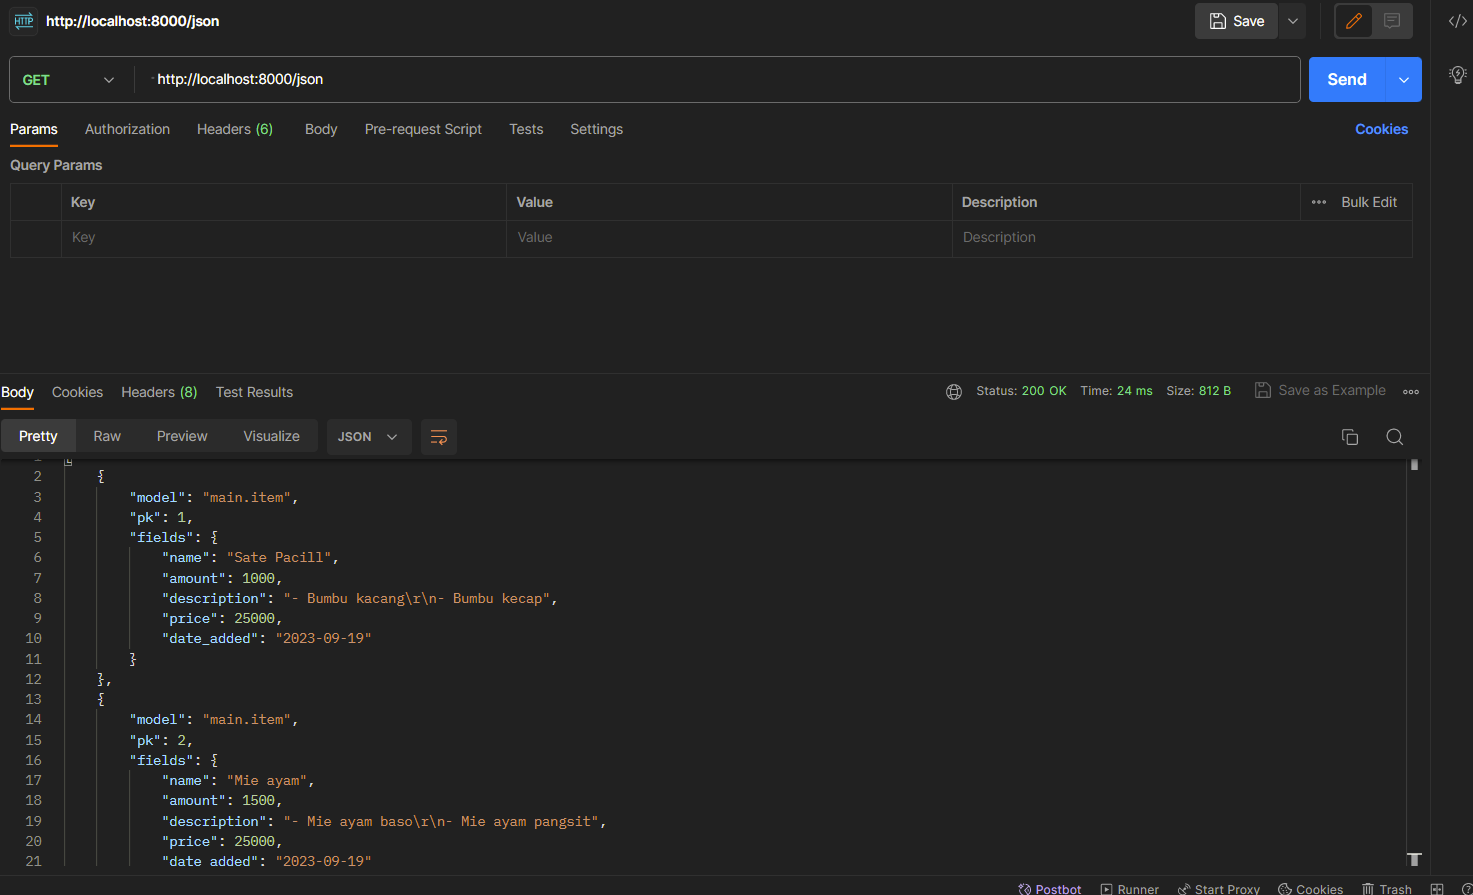 HTTP http://localhost:8000/json Save
GET http://localhost:8000/json Send
Params Authorization Headers (6) Body Pre-request Script Tests Settings Cookies
Query Params
Key Value Description Bulk Edit
Key Value Description
Body Cookies Headers (8) Test Results Status: 200 OK Time: 24 ms Size: 812 B Save as Example
Pretty Raw Preview Visualize JSON
1 [
2 {
3 "model": "main.item",
4 "pk": 1,
5 "fields": {
6 "name": "Sate Pacill",
7 "amount": 1000,
8 "description": "- Bumbu kacang\r\n- Bumbu kecap",
9 "price": 25000,
10 "date_added": "2023-09-19"
11 }
12 },
13 {
14 "model": "main.item",
15 "pk": 2,
16 "fields": {
17 "name": "Mie ayam",
18 "amount": 1500,
19 "description": "- Mie ayam baso\r\n- Mie ayam pangsit",
20 "price": 25000,
21 "date_added": "2023-09-19"
Postbot Runner Start Proxy Cookies Trash